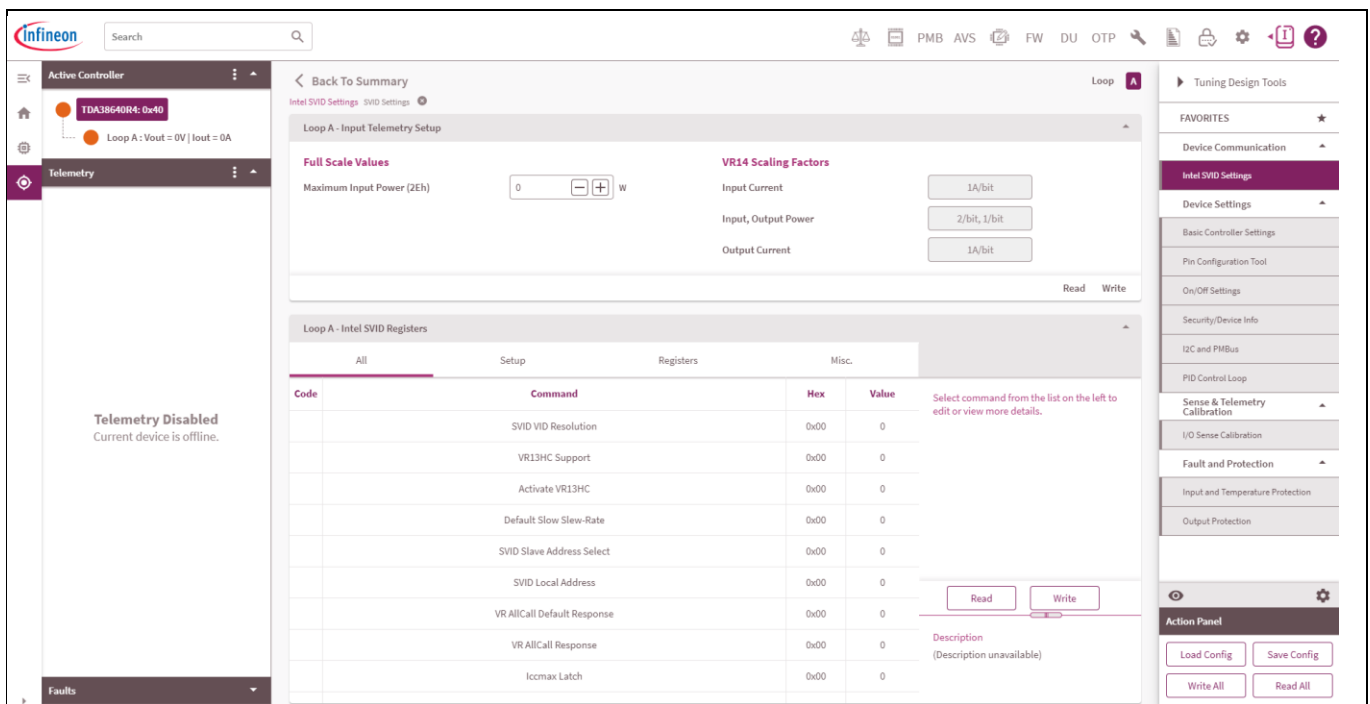 infineon
Search
PMB AVS FW DU OTP
Active Controller
TDA38640R4: 0x40
Loop A : Vout = 0V | Iout = 0A
Telemetry
Telemetry Disabled
Current device is offline.
Faults
Back To Summary
Loop A
Intel SVID Settings SVID Settings
Loop A - Input Telemetry Setup
Full Scale Values
Maximum Input Power (2Eh) 0 W
VR14 Scaling Factors
Input Current 1A/bit
Input, Output Power 2/bit, 1/bit
Output Current 1A/bit
Read Write
Loop A - Intel SVID Registers
All Setup Registers Misc.
Code Command Hex Value
SVID VID Resolution 0x00 0
VR13HC Support 0x00 0
Activate VR13HC 0x00 0
Default Slow Slew-Rate 0x00 0
SVID Slave Address Select 0x00 0
SVID Local Address 0x00 0
VR AllCall Default Response 0x00 0
VR AllCall Response 0x00 0
Iccmax Latch 0x00 0
Select command from the list on the left to
edit or view more details.
Read Write
Description
(Description unavailable)
Tuning Design Tools
FAVORITES
Device Communication
Intel SVID Settings
Device Settings
Basic Controller Settings
Pin Configuration Tool
On/Off Settings
Security/Device Info
I2C and PMBus
PID Control Loop
Sense & Telemetry
Calibration
I/O Sense Calibration
Fault and Protection
Input and Temperature Protection
Output Protection
Action Panel
Load Config Save Config
Write All Read All